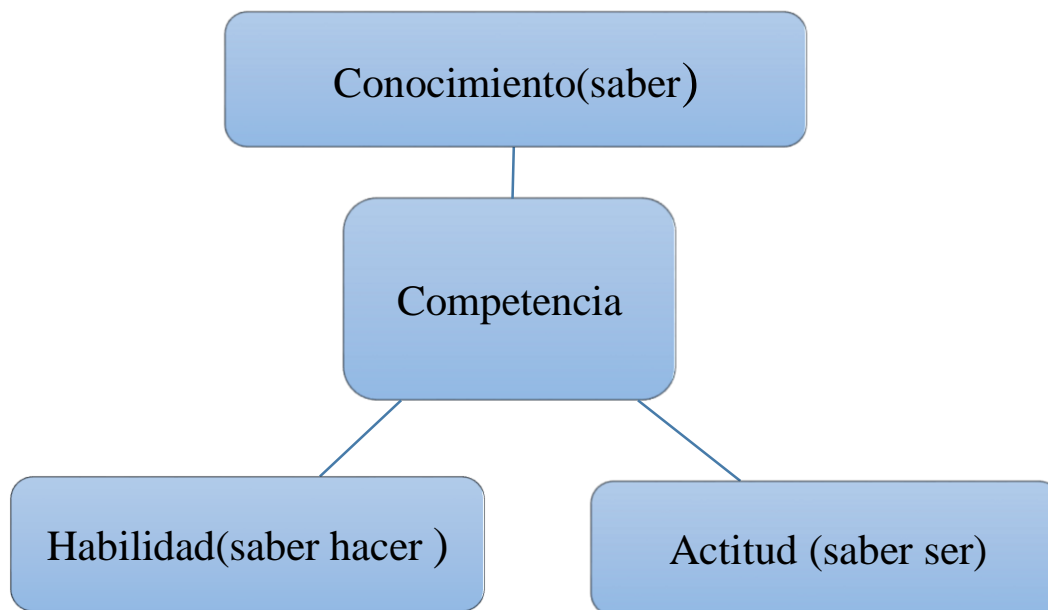 Conocimiento(saber)
Competencia
Habilidad(saber hacer )
Actitud (saber ser)